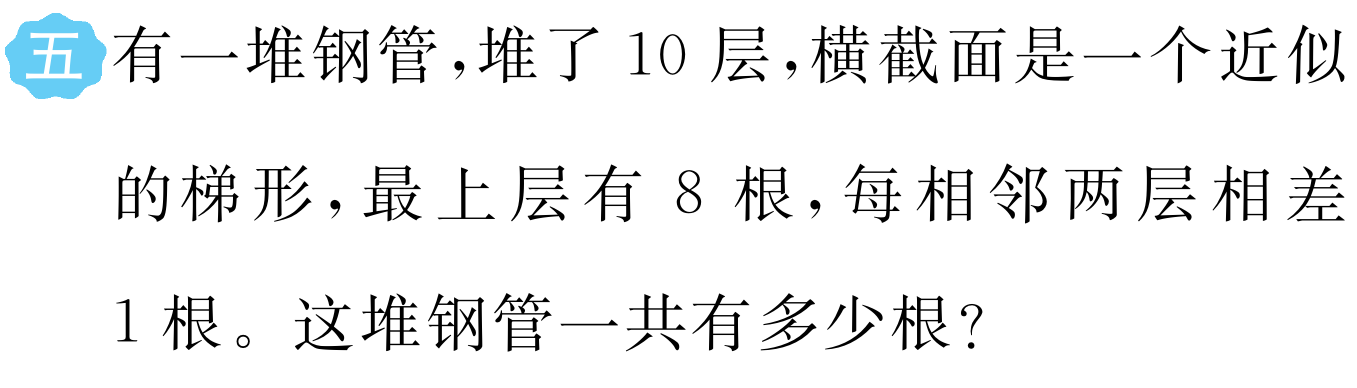 五 有一堆钢管,堆了 10 层,横截面是一个近似
的梯形,最上层有 8 根,每相邻两层相差
1 根。这堆钢管一共有多少根?